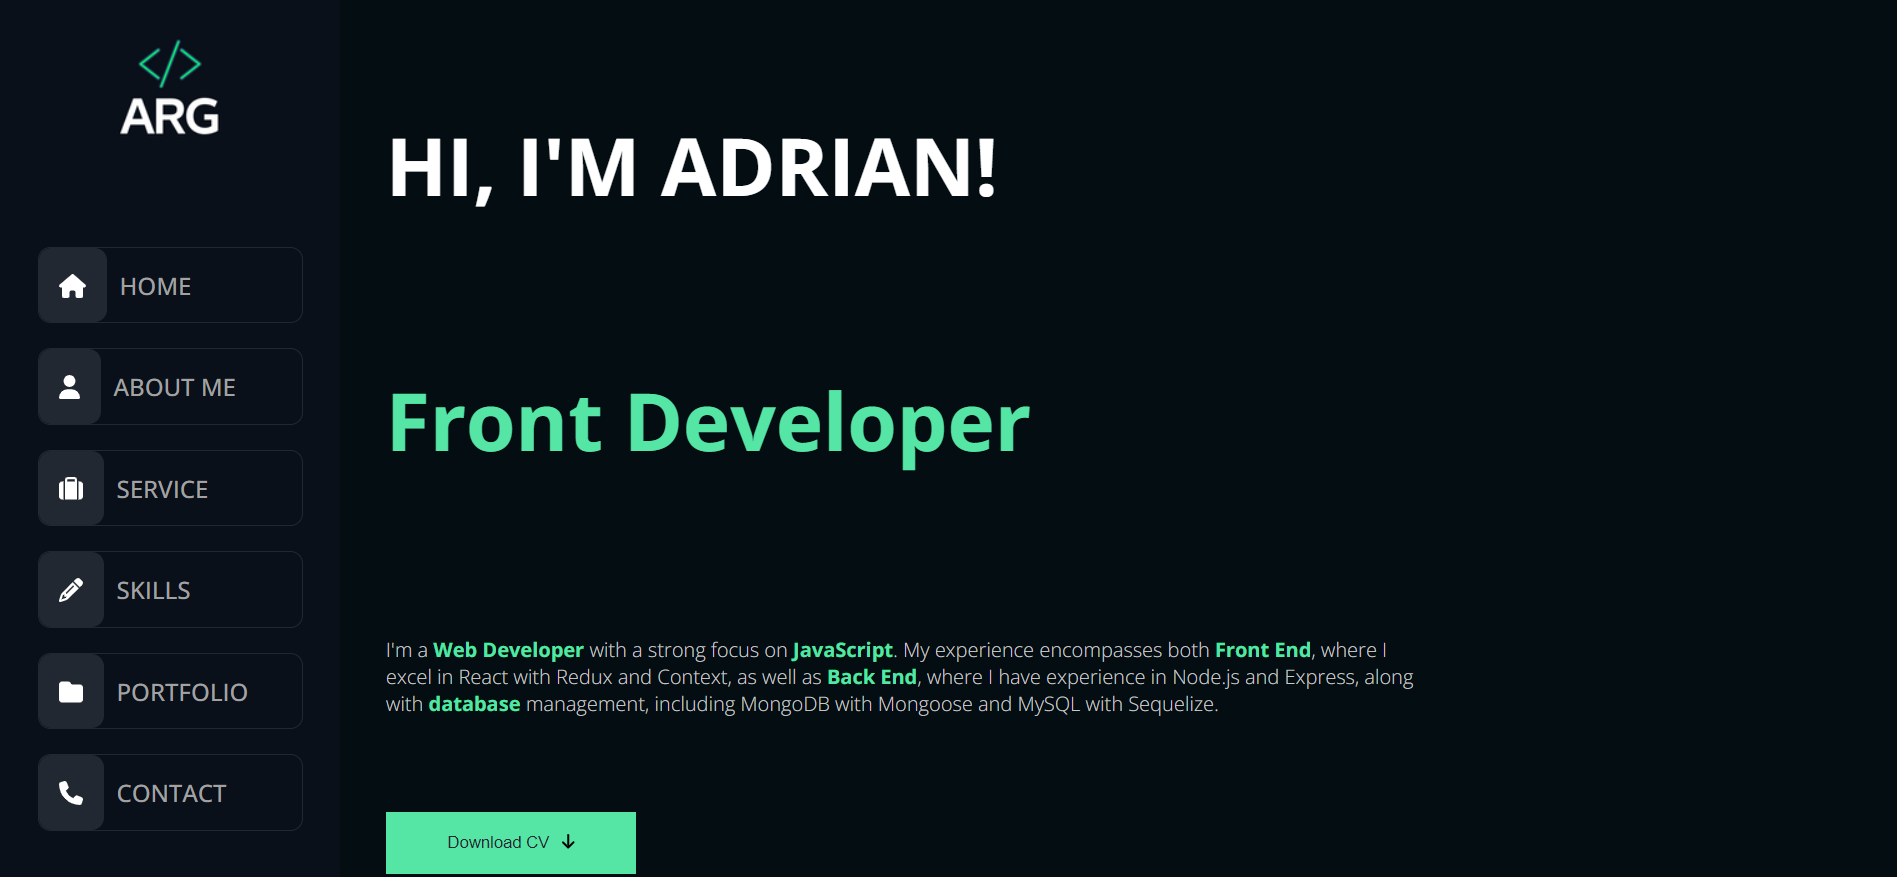 ARG
HOME
ABOUT ME
SERVICE
SKILLS
PORTFOLIO
CONTACT
HI, I'M ADRIAN!
Front Developer
I'm a Web Developer with a strong focus on JavaScript. My experience encompasses both Front End, where I
excel in React with Redux and Context, as well as Back End, where I have experience in Node.js and Express, along
with database management, including MongoDB with Mongoose and MySQL with Sequelize.
Download CV